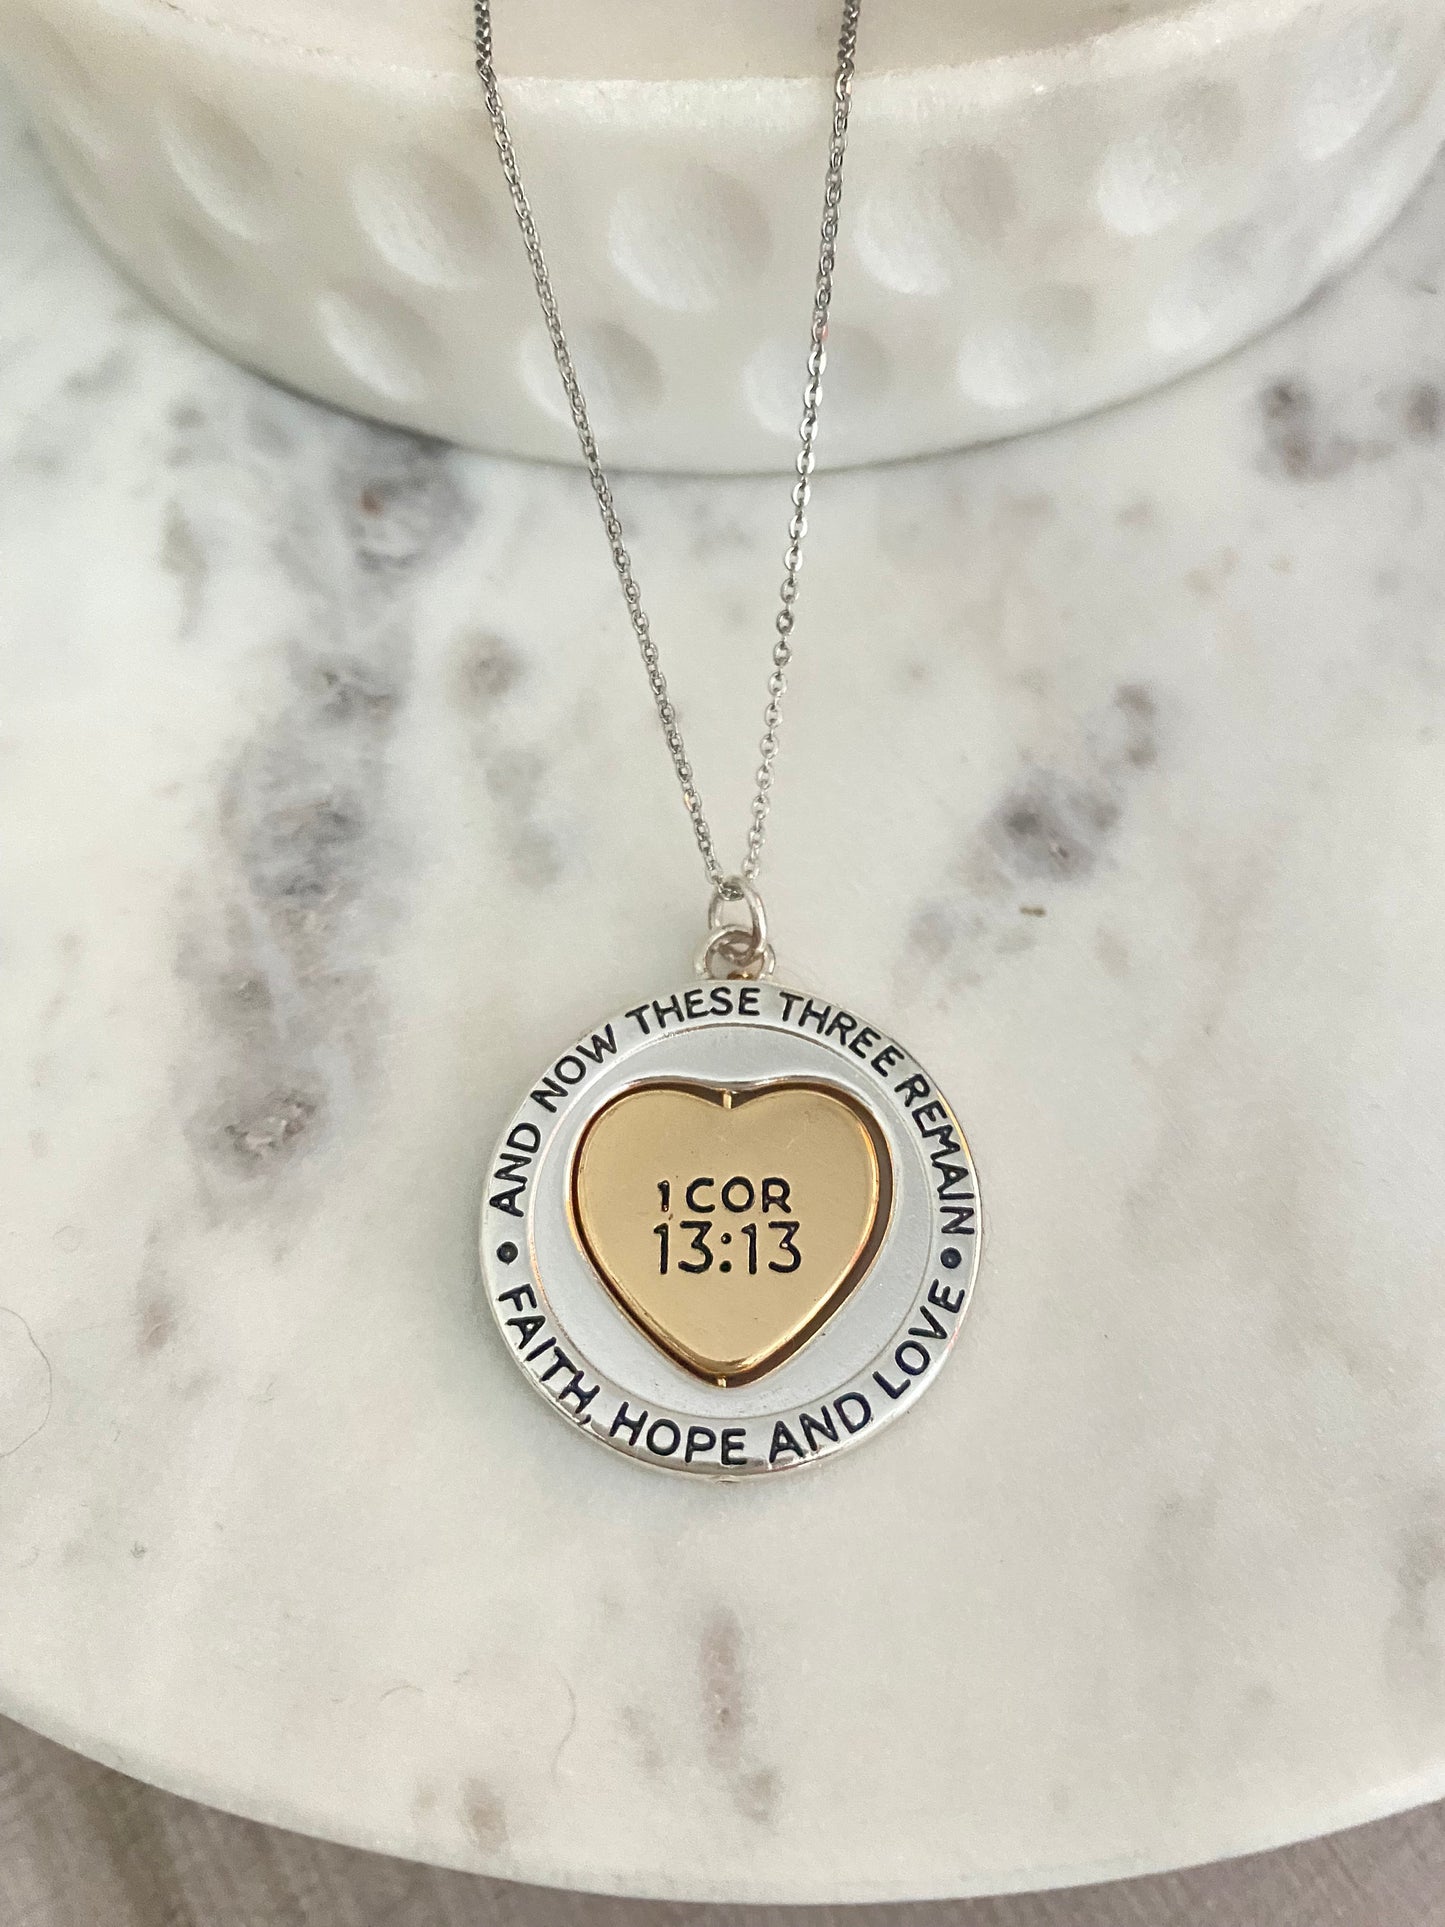 • AND NOW THESE THREE REMAIN •
FAITH, HOPE AND LOVE
1 COR
13:13